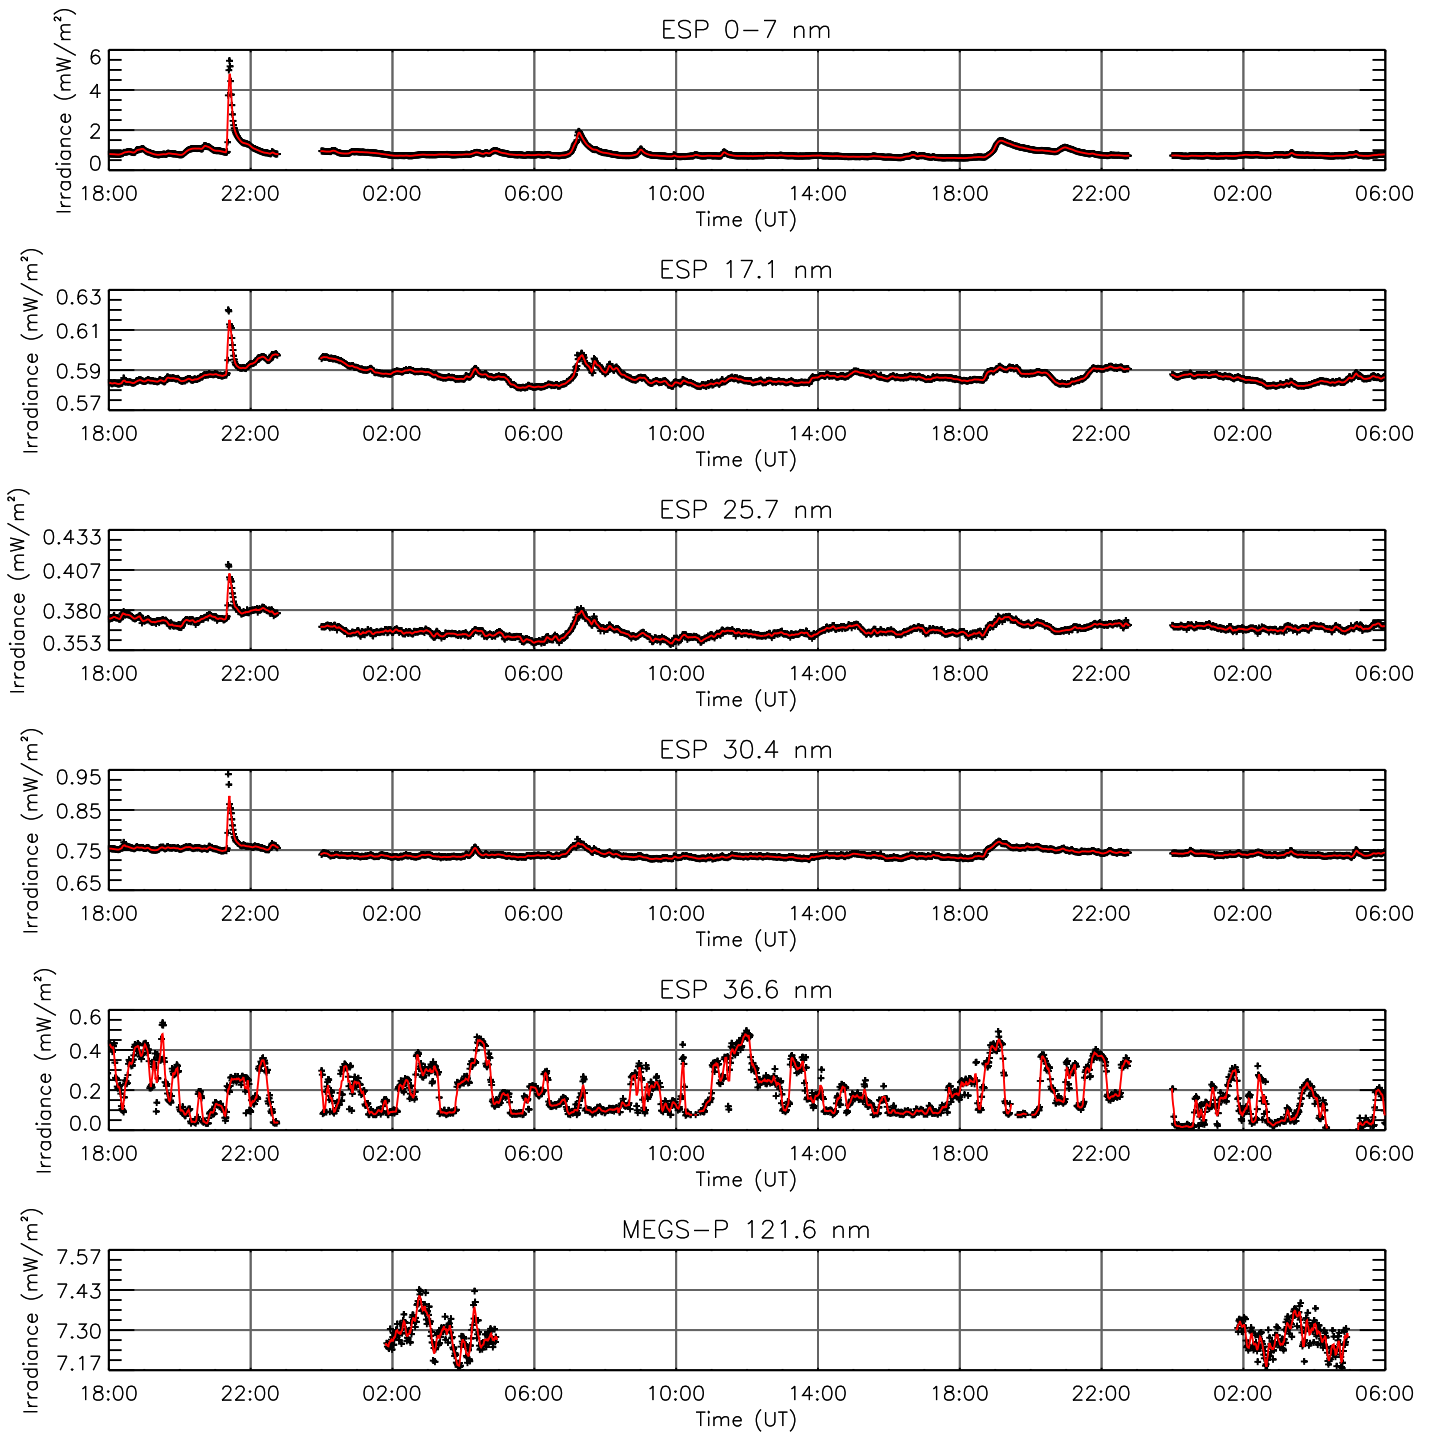 ESP 0−7 nm
Irradiance (mW/m²)
6
4
2
0
18:00 22:00 02:00 06:00 10:00 14:00 18:00 22:00 02:00 06:00
Time (UT)
ESP 17.1 nm
Irradiance (mW/m²)
0.63
0.61
0.59
0.57
18:00 22:00 02:00 06:00 10:00 14:00 18:00 22:00 02:00 06:00
Time (UT)
ESP 25.7 nm
Irradiance (mW/m²)
0.433
0.407
0.380
0.353
18:00 22:00 02:00 06:00 10:00 14:00 18:00 22:00 02:00 06:00
Time (UT)
ESP 30.4 nm
Irradiance (mW/m²)
0.95
0.85
0.75
0.65
18:00 22:00 02:00 06:00 10:00 14:00 18:00 22:00 02:00 06:00
Time (UT)
ESP 36.6 nm
Irradiance (mW/m²)
0.6
0.4
0.2
0.0
18:00 22:00 02:00 06:00 10:00 14:00 18:00 22:00 02:00 06:00
Time (UT)
MEGS−P 121.6 nm
Irradiance (mW/m²)
7.57
7.43
7.30
7.17
18:00 22:00 02:00 06:00 10:00 14:00 18:00 22:00 02:00 06:00
Time (UT)